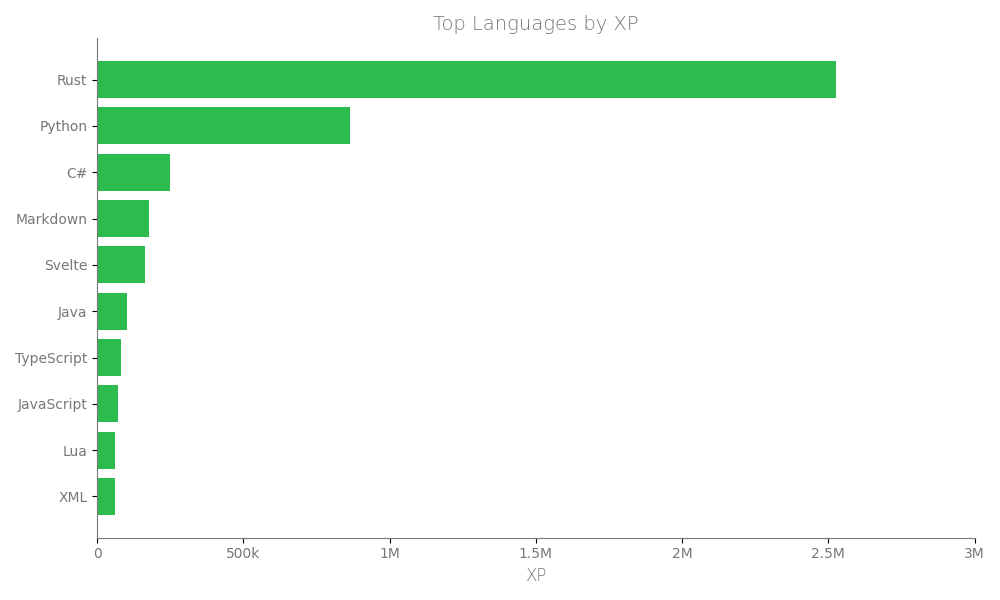 Top Languages by XP
Rust
Python
C#
Markdown
Svelte
Java
TypeScript
JavaScript
Lua
XML
0 500k 1M 1.5M 2M 2.5M 3M
XP